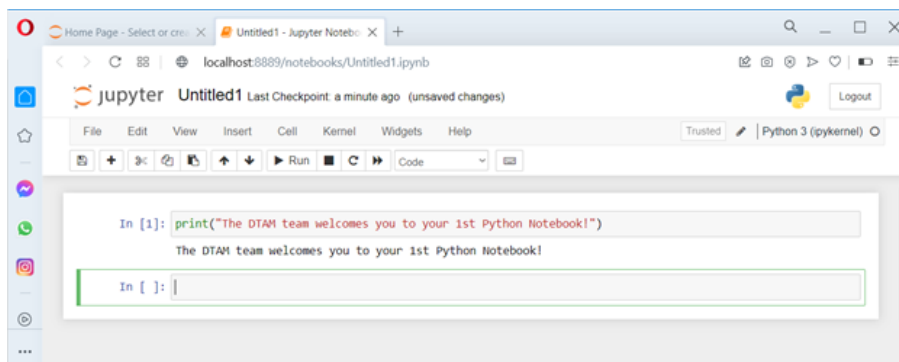 Home Page - Select or crea
Untitled1 - Jupyter Notebo
localhost:8889/notebooks/Untitled1.ipynb
jupyter Untitled1 Last Checkpoint: a minute ago (unsaved changes)
Logout
File Edit View Insert Cell Kernel Widgets Help
Trusted Python 3 (ipykernel)
Run Code
In [1]: print("The DTAM team welcomes you to your 1st Python Notebook!")
The DTAM team welcomes you to your 1st Python Notebook!
In [ ]: